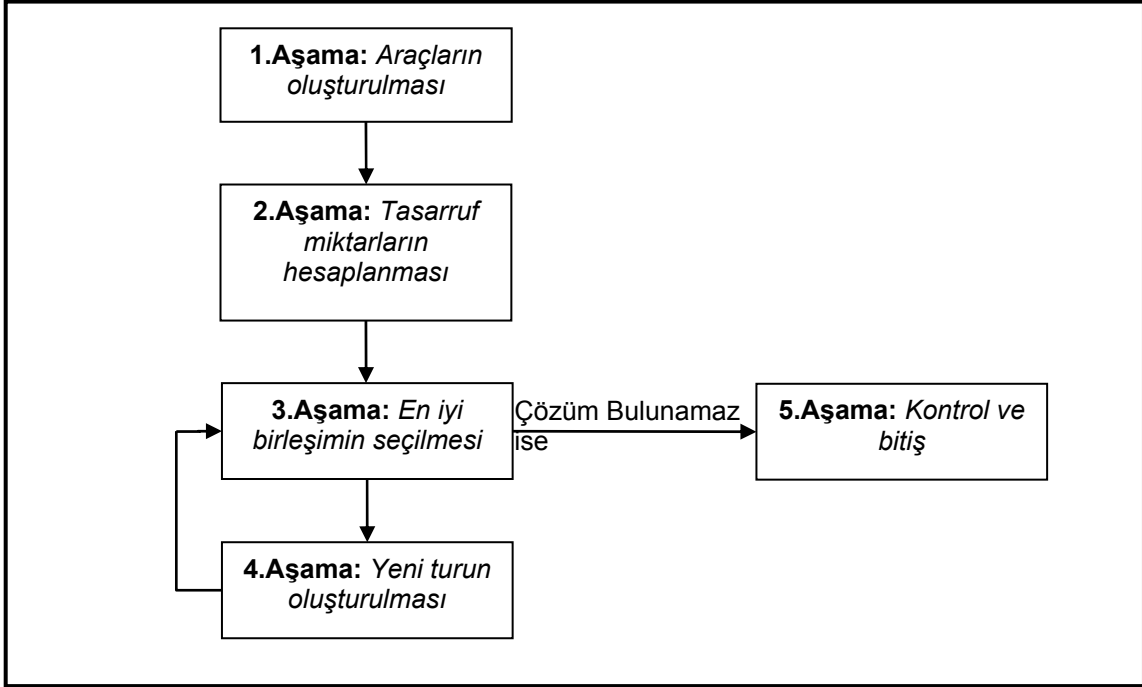 1.Aşama: Araçların
oluşturulması
2.Aşama: Tasarruf
miktarların
hesaplanması
3.Aşama: En iyi
birleşimin seçilmesi
Çözüm Bulunamaz
ise
5.Aşama: Kontrol ve
bitiş
4.Aşama: Yeni turun
oluşturulması